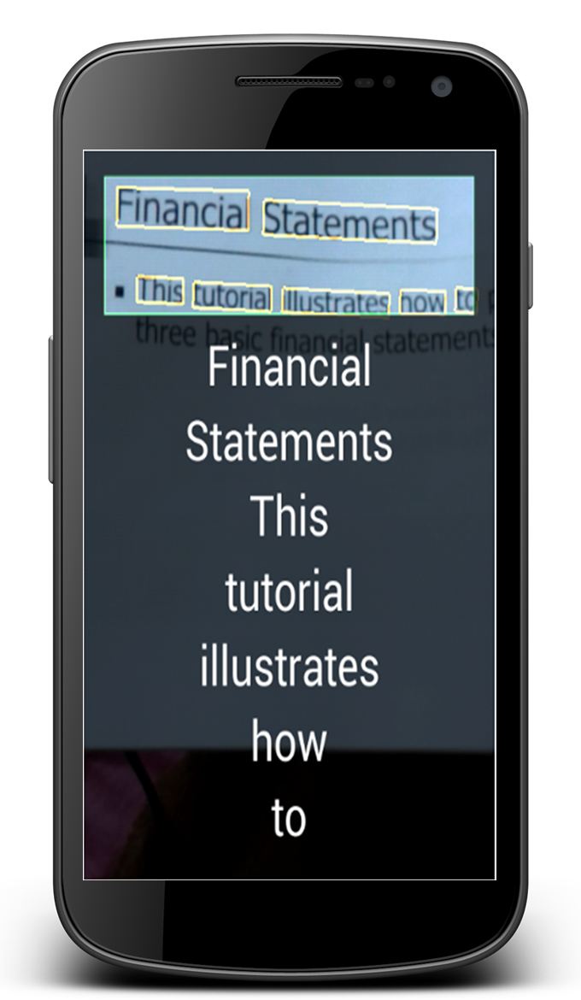 Financial Statements
▪ This tutorial illustrates how to
three basic financial statements
Financial
Statements
This
tutorial
illustrates
how
to